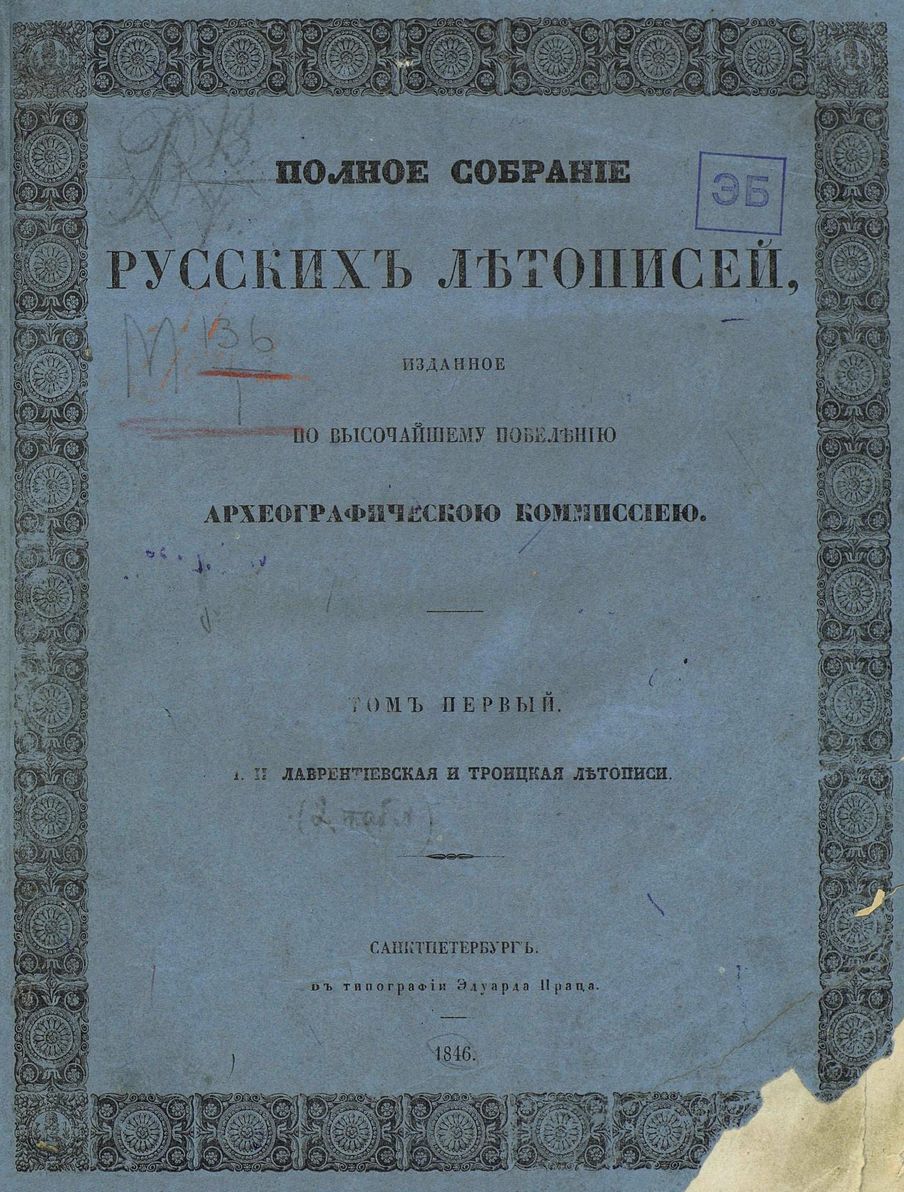 ПОЛНОЕ СОБРАНІЕ
ЭБ
РУССКИХЪ ЛѢТОПИСЕЙ,
136
ИЗДАННОЕ
ПО ВЫСОЧАЙШЕМУ ПОВЕЛѢНІЮ
АРХЕОГРАФИЧЕСКОЮ КОММИССІЕЮ.
ТОМЪ ПЕРВЫЙ.
I. II ЛАВРЕНТІЕВСКАЯ И ТРОИЦКАЯ ЛѢТОПИСИ.
САНКТПЕТЕРБУРГЪ.
въ типографіи Эдуарда Праца.
1846.